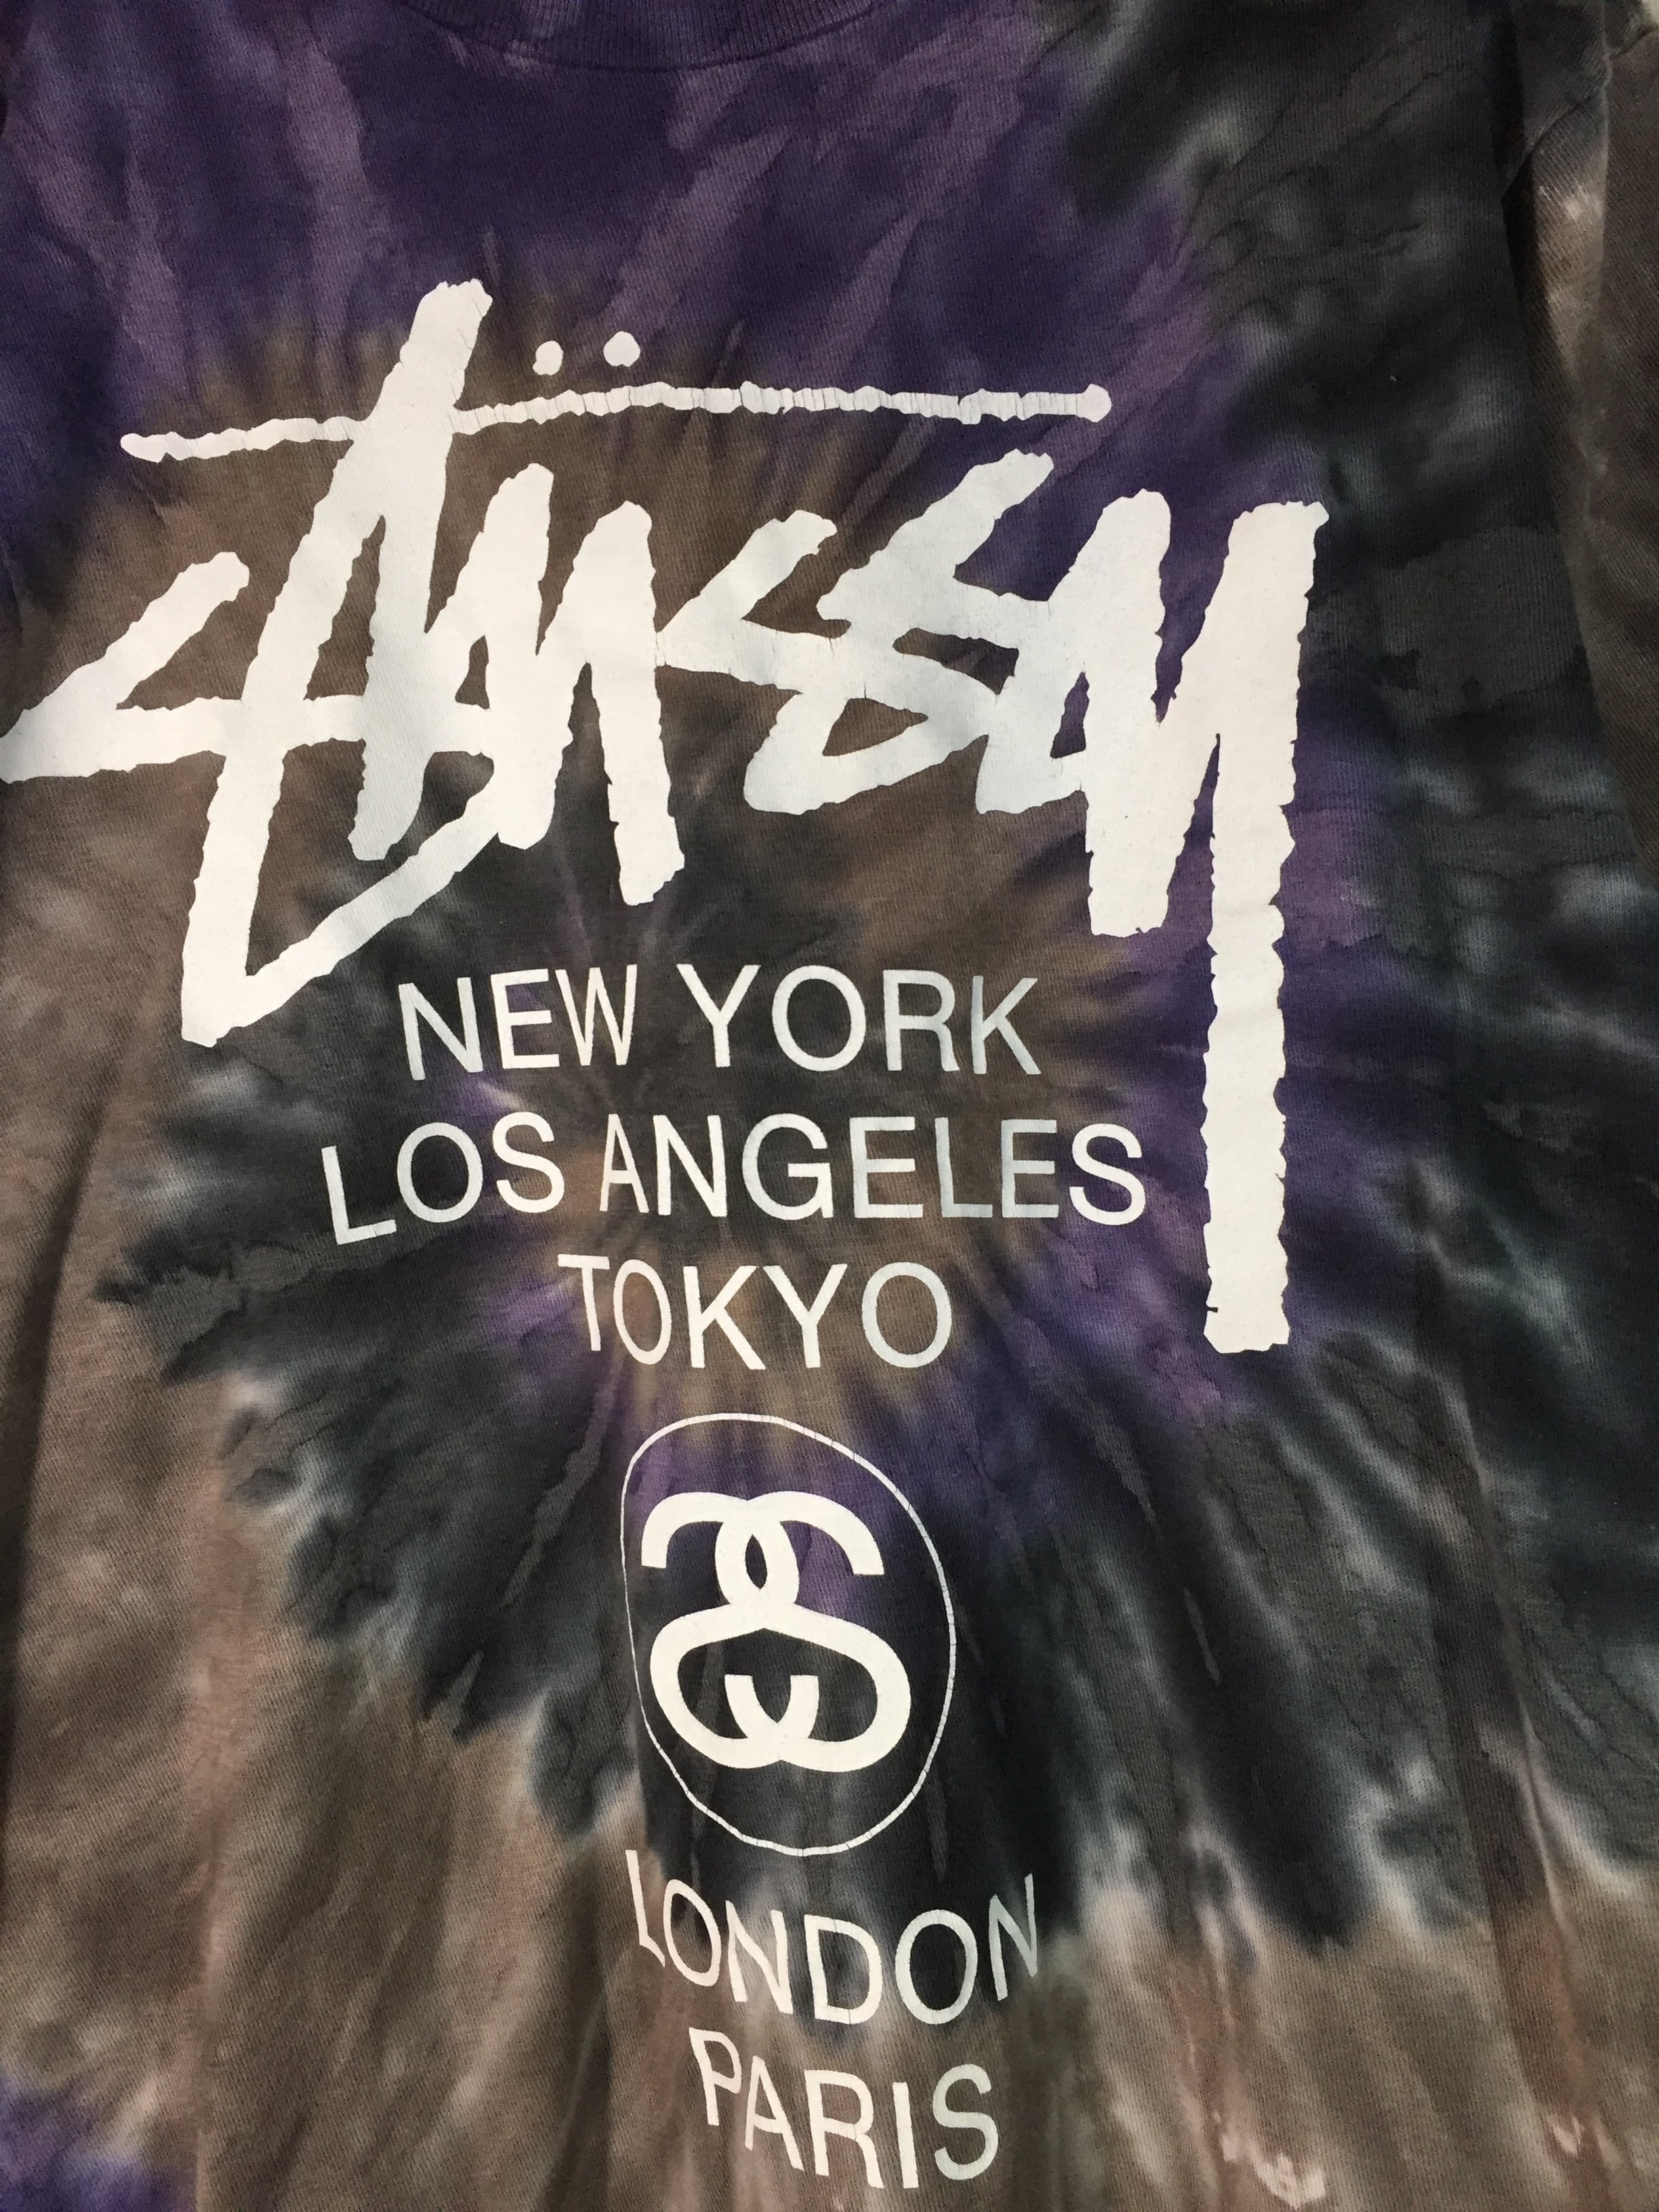 Stüssy
NEW YORK
LOS ANGELES
TOKYO
LONDON
PARIS